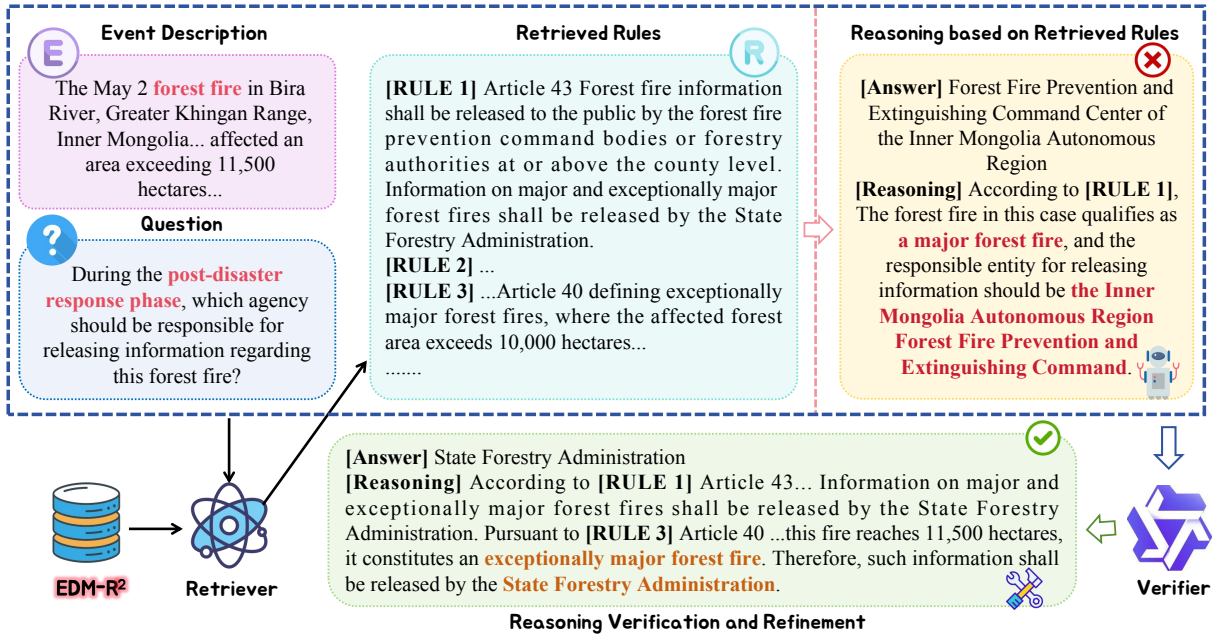 Event Description
E
The May 2 forest fire in Bira
River, Greater Khingan Range,
Inner Mongolia... affected an
area exceeding 11,500
hectares...
Question
?
During the post-disaster
response phase, which agency
should be responsible for
releasing information regarding
this forest fire?
Retrieved Rules
R
[RULE 1] Article 43 Forest fire information
shall be released to the public by the forest fire
prevention command bodies or forestry
authorities at or above the county level.
Information on major and exceptionally major
forest fires shall be released by the State
Forestry Administration.
[RULE 2] ...
[RULE 3] ...Article 40 defining exceptionally
major forest fires, where the affected forest
area exceeds 10,000 hectares...
.......
Reasoning based on Retrieved Rules
[Answer] Forest Fire Prevention and
Extinguishing Command Center of
the Inner Mongolia Autonomous
Region
[Reasoning] According to [RULE 1],
The forest fire in this case qualifies as
a major forest fire, and the
responsible entity for releasing
information should be the Inner
Mongolia Autonomous Region
Forest Fire Prevention and
Extinguishing Command.
EDM-R²
Retriever
[Answer] State Forestry Administration
[Reasoning] According to [RULE 1] Article 43... Information on major and
exceptionally major forest fires shall be released by the State Forestry
Administration. Pursuant to [RULE 3] Article 40 ...this fire reaches 11,500 hectares,
it constitutes an exceptionally major forest fire. Therefore, such information shall
be released by the State Forestry Administration.
Verifier
Reasoning Verification and Refinement